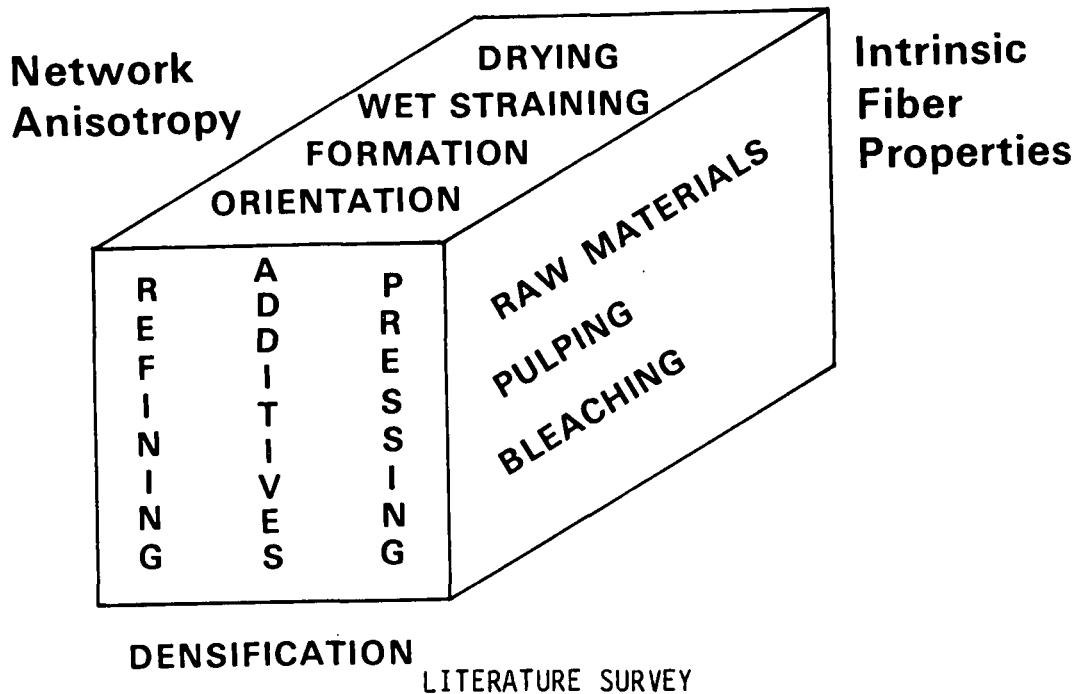 Network
Anisotropy
DRYING
WET STRAINING
FORMATION
ORIENTATION
Intrinsic
Fiber
Properties
REFINING
ADDITIVES
PRESSING
RAW MATERIALS
PULPING
BLEACHING
DENSIFICATION
LITERATURE SURVEY